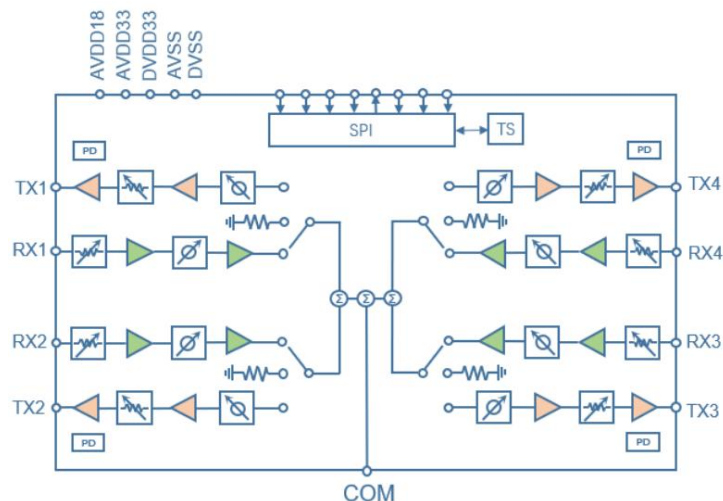 AVDD18
AVDD33
DVDD33
AVSS
DVSS
SPI
TS
PD
PD
TX1
TX4
RX1
RX4
Σ Σ Σ
RX2
RX3
TX2
TX3
PD
PD
COM